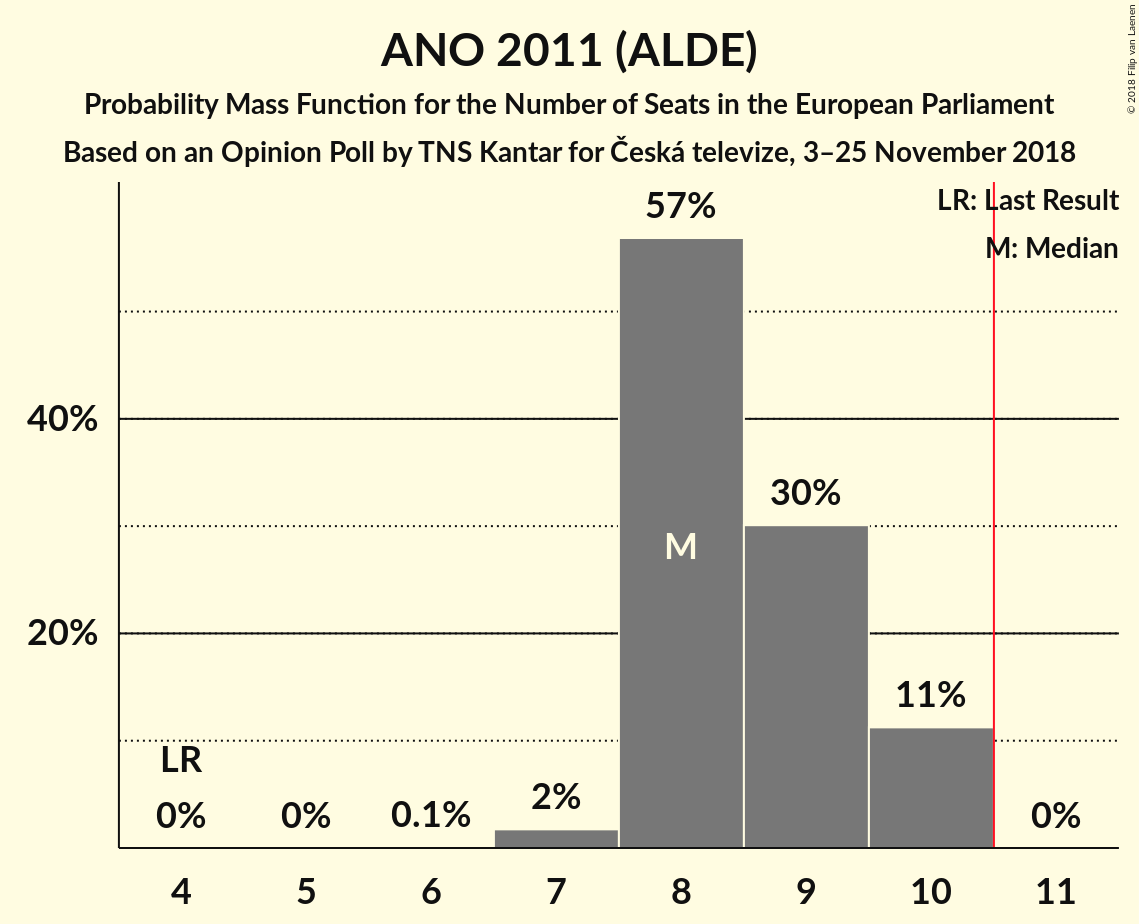 ANO 2011 (ALDE)
Probability Mass Function for the Number of Seats in the European Parliament
Based on an Opinion Poll by TNS Kantar for Česká televize, 3–25 November 2018
© 2018 Filip van Laenen
LR: Last Result
M: Median
57%
40%
30%
M
20%
11%
LR
0%
0%
0.1%
2%
0%
4 5 6 7 8 9 10 11